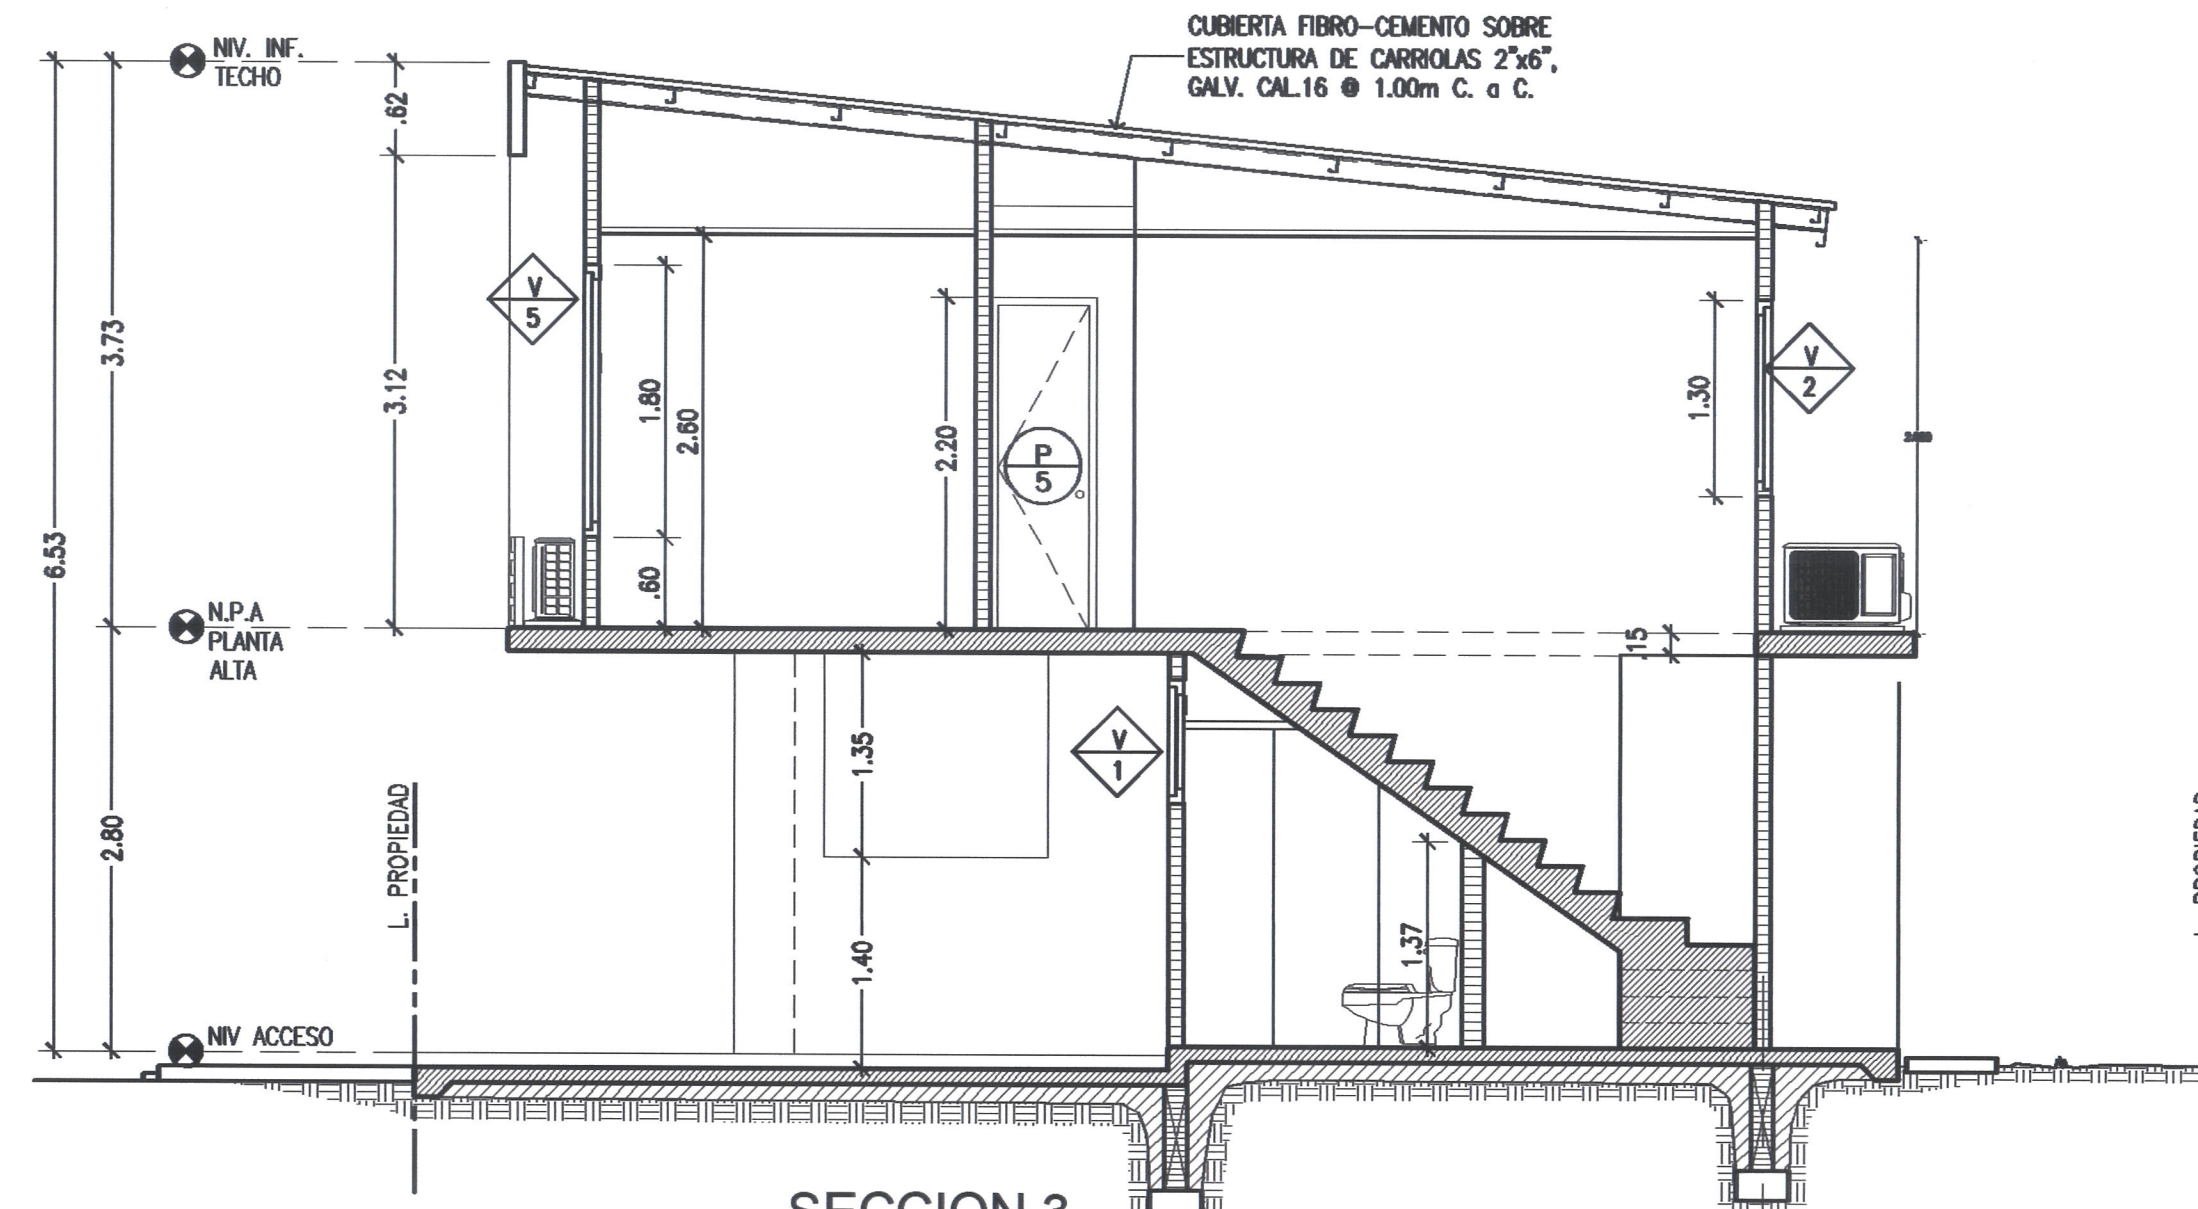 CUBIERTA FIBRO-CEMENTO SOBRE
ESTRUCTURA DE CARRIOLAS 2"x6",
GALV. CAL.16 @ 1.00m C. a C.
NIV. INF.
TECHO
.62
3.73
3.12
6.53
V
5
1.80
2.60
.60
2.20
P
5
1.30
V
2
N.P.A
PLANTA
ALTA
.15
2.80
L. PROPIEDAD
1.35
V
1
1.40
1.37
NIV ACCESO
SECCION 3